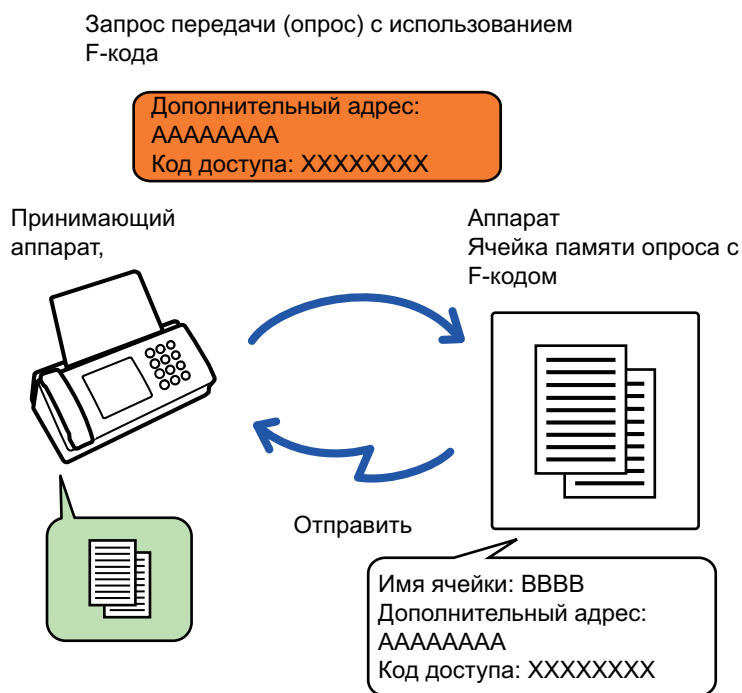 Запрос передачи (опрос) с использованием
F-кода
Дополнительный адрес:
AAAAAAAA
Код доступа: XXXXXXXX
Принимающий
аппарат,
Аппарат
Ячейка памяти опроса с
F-кодом
Отправить
Имя ячейки: BBBB
Дополнительный адрес:
AAAAAAAA
Код доступа: XXXXXXXX